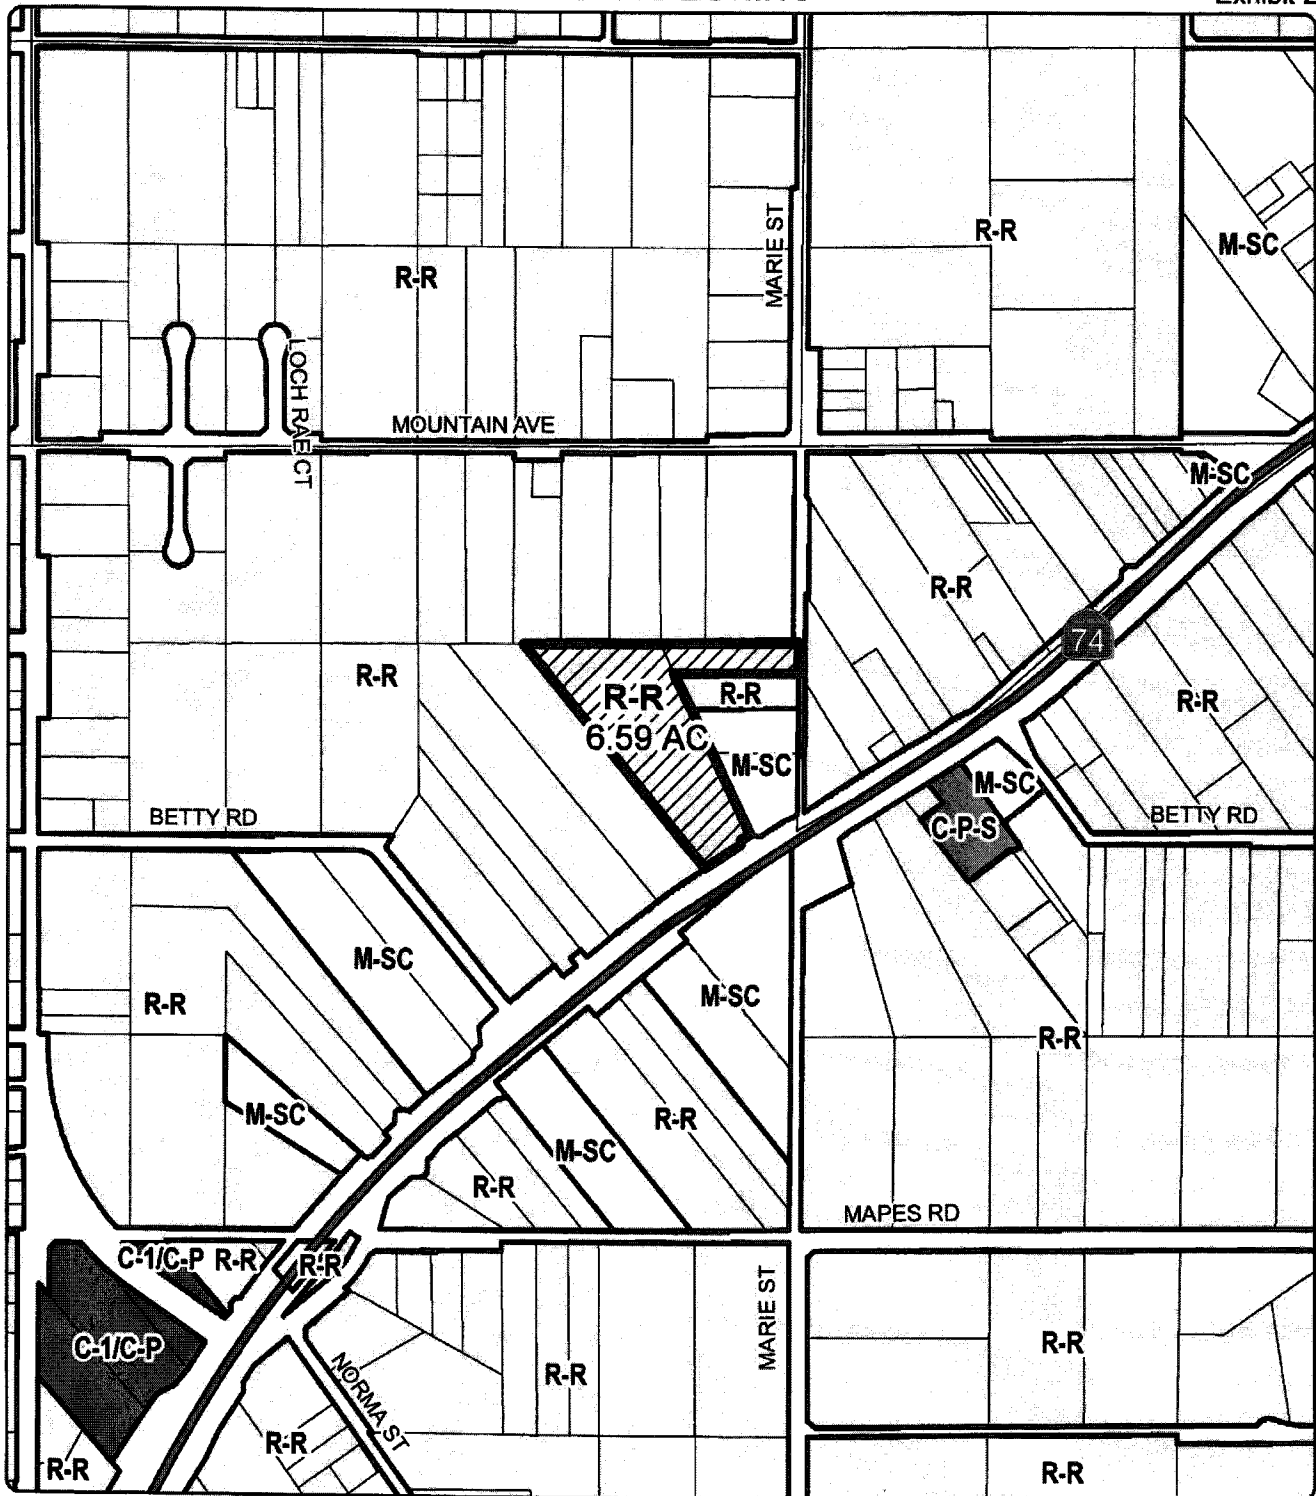 R-R
M-SC
MARIE ST
R-R
LOCH RAE CT
MOUNTAIN AVE
M-SC
R-R
74
R-R
R-R
6.59 AC
R-R
R-R
M-SC
M-SC
BETTY RD
C-P-S
BETTY RD
M-SC
M-SC
R-R
R-R
M-SC
R-R
M-SC
R-R
MAPES RD
C-1/C-P
R-R
R-R
C-1/C-P
MARIE ST
R-R
R-R
NORMA ST
R-R
R-R
R-R